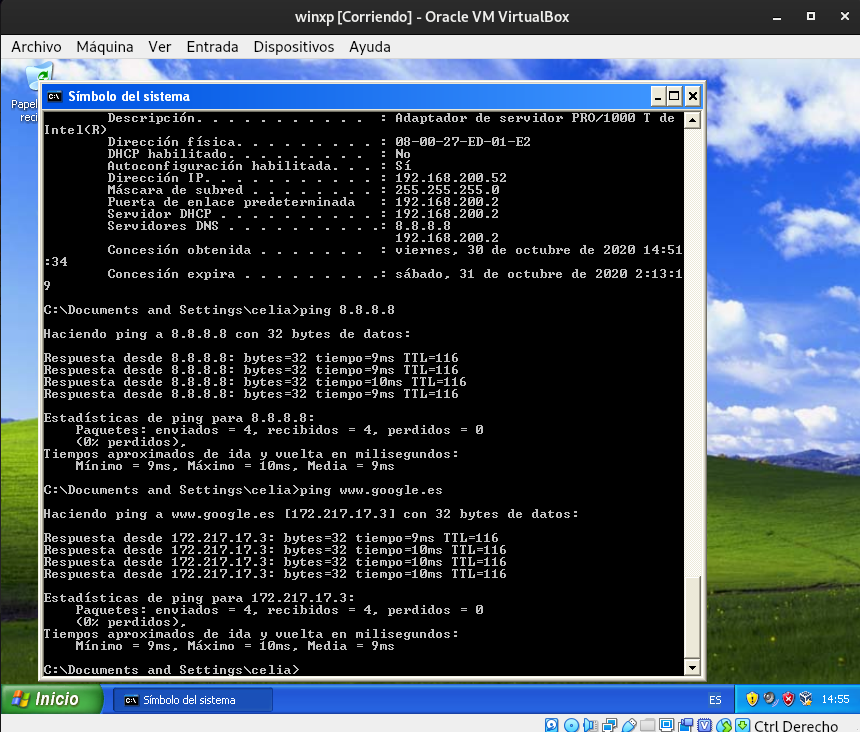 winxp [Corriendo] - Oracle VM VirtualBox
Archivo Máquina Ver Entrada Dispositivos Ayuda
Papel
reci
Símbolo del sistema
Descripción. . . . . . . . . . . : Adaptador de servidor PRO/1000 T de
Intel(R)
Dirección física. . . . . . . . . : 08-00-27-ED-01-E2
DHCP habilitado. . . . . . . . . : No
Autoconfiguración habilitada. . . : Sí
Dirección IP. . . . . . . . . . . : 192.168.200.52
Máscara de subred . . . . . . . . : 255.255.255.0
Puerta de enlace predeterminada : 192.168.200.2
Servidor DHCP . . . . . . . . . . : 192.168.200.2
Servidores DNS . . . . . . . . . .: 8.8.8.8
192.168.200.2
Concesión obtenida . . . . . . . : viernes, 30 de octubre de 2020 14:51
:34
Concesión expira . . . . . . . . .: sábado, 31 de octubre de 2020 2:13:1
9
C:\Documents and Settings\celia>ping 8.8.8.8
Haciendo ping a 8.8.8.8 con 32 bytes de datos:
Respuesta desde 8.8.8.8: bytes=32 tiempo=9ms TTL=116
Respuesta desde 8.8.8.8: bytes=32 tiempo=9ms TTL=116
Respuesta desde 8.8.8.8: bytes=32 tiempo=10ms TTL=116
Respuesta desde 8.8.8.8: bytes=32 tiempo=9ms TTL=116
Estadísticas de ping para 8.8.8.8:
Paquetes: enviados = 4, recibidos = 4, perdidos = 0
(0% perdidos),
Tiempos aproximados de ida y vuelta en milisegundos:
Mínimo = 9ms, Máximo = 10ms, Media = 9ms
C:\Documents and Settings\celia>ping www.google.es
Haciendo ping a www.google.es [172.217.17.3] con 32 bytes de datos:
Respuesta desde 172.217.17.3: bytes=32 tiempo=9ms TTL=116
Respuesta desde 172.217.17.3: bytes=32 tiempo=10ms TTL=116
Respuesta desde 172.217.17.3: bytes=32 tiempo=10ms TTL=116
Respuesta desde 172.217.17.3: bytes=32 tiempo=10ms TTL=116
Estadísticas de ping para 172.217.17.3:
Paquetes: enviados = 4, recibidos = 4, perdidos = 0
(0% perdidos),
Tiempos aproximados de ida y vuelta en milisegundos:
Mínimo = 9ms, Máximo = 10ms, Media = 9ms
C:\Documents and Settings\celia>
Inicio Símbolo del sistema ES 14:55
Ctrl Derecho